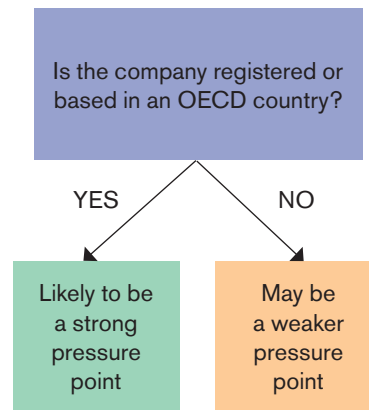 Is the company registered or
based in an OECD country?
YES
NO
Likely to be
a strong
pressure
point
May be
a weaker
pressure
point